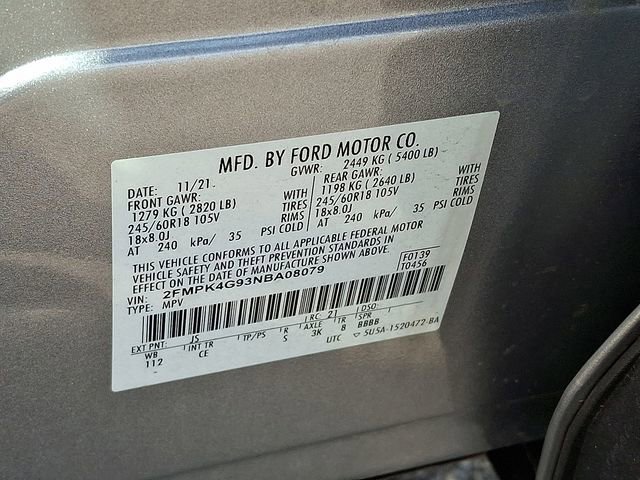 MFD. BY FORD MOTOR CO.
DATE: 11/21 GVWR: 2449 KG ( 5400 LB)
FRONT GAWR: REAR GAWR:
1279 KG ( 2820 LB) WITH 1198 KG ( 2640 LB) WITH
245/60R18 105V TIRES 245/60R18 105V TIRES
18x8.0J RIMS 18x8.0J RIMS
AT 240 kPa/ 35 PSI COLD AT 240 kPa/ 35 PSI COLD
THIS VEHICLE CONFORMS TO ALL APPLICABLE FEDERAL MOTOR
VEHICLE SAFETY AND THEFT PREVENTION STANDARDS IN
EFFECT ON THE DATE OF MANUFACTURE SHOWN ABOVE.
VIN: 2FMPK4G93NBA08079 F0139
TYPE: MPV T0456
EXT PNT: JS RC: 21 DSO:
WB INT TR TP/PS R AXLE TR SPR
112 CE S 3K 8 BBBB
UTC ▽ 5U5A-1520472-BA